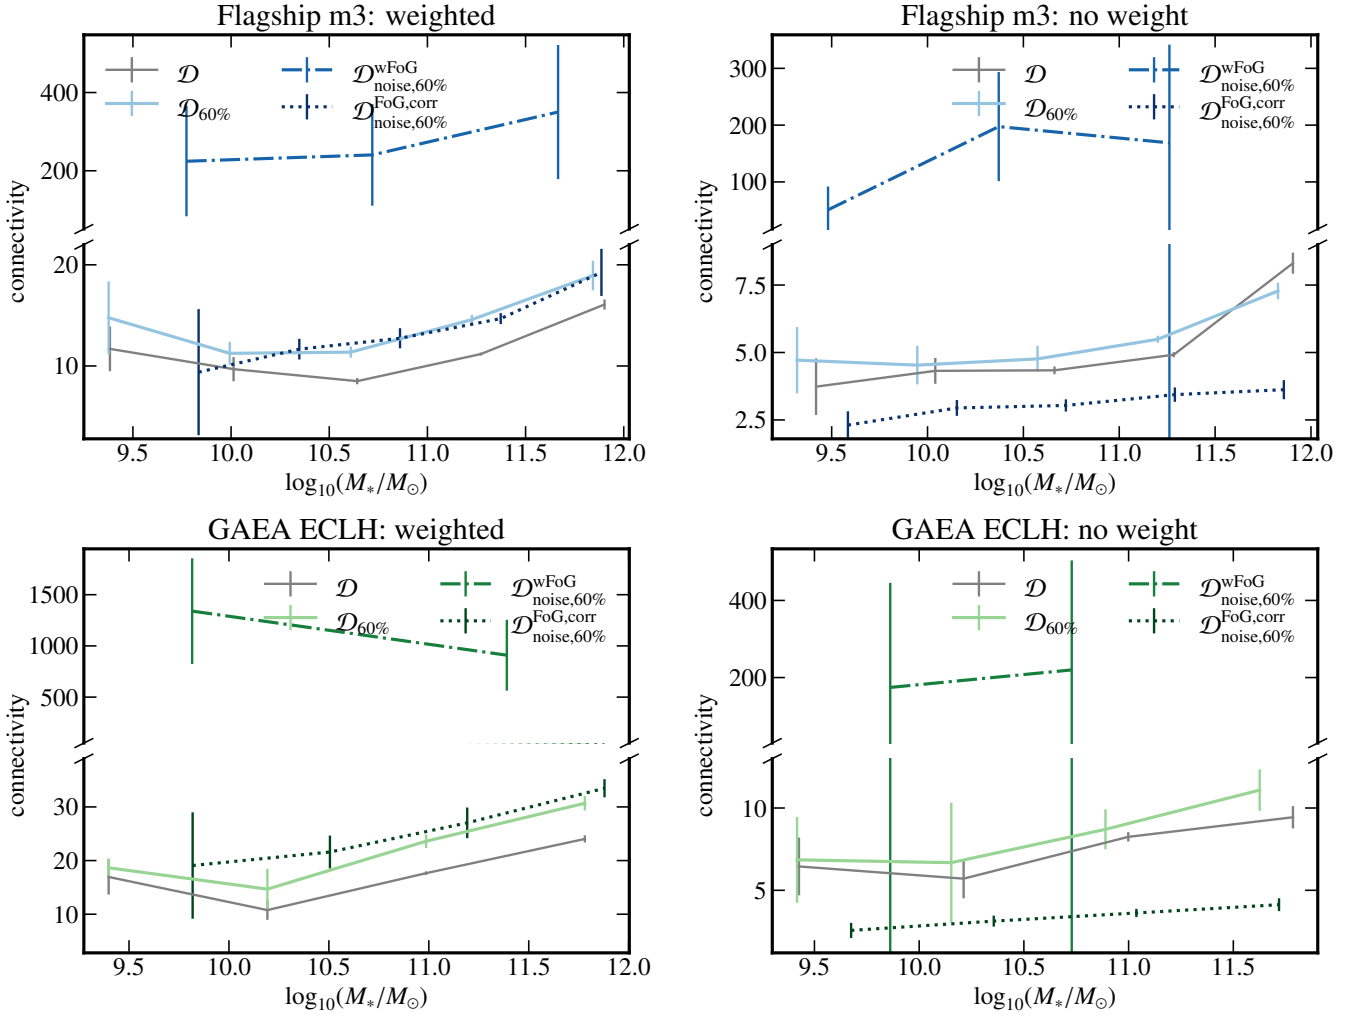 Flagship m3: weighted
connectivity
400
200
20
10
𝒟
𝒟60%
𝒟wFoG noise,60%
𝒟FoG,corr noise,60%
9.5 10.0 10.5 11.0 11.5 12.0
log10(M*/M⊙)
Flagship m3: no weight
connectivity
300
200
100
7.5
5.0
2.5
𝒟
𝒟60%
𝒟wFoG noise,60%
𝒟FoG,corr noise,60%
9.5 10.0 10.5 11.0 11.5 12.0
log10(M*/M⊙)
GAEA ECLH: weighted
connectivity
1500
1000
500
30
20
10
𝒟
𝒟60%
𝒟wFoG noise,60%
𝒟FoG,corr noise,60%
9.5 10.0 10.5 11.0 11.5 12.0
log10(M*/M⊙)
GAEA ECLH: no weight
connectivity
400
200
10
5
𝒟
𝒟60%
𝒟wFoG noise,60%
𝒟FoG,corr noise,60%
9.5 10.0 10.5 11.0 11.5
log10(M*/M⊙)